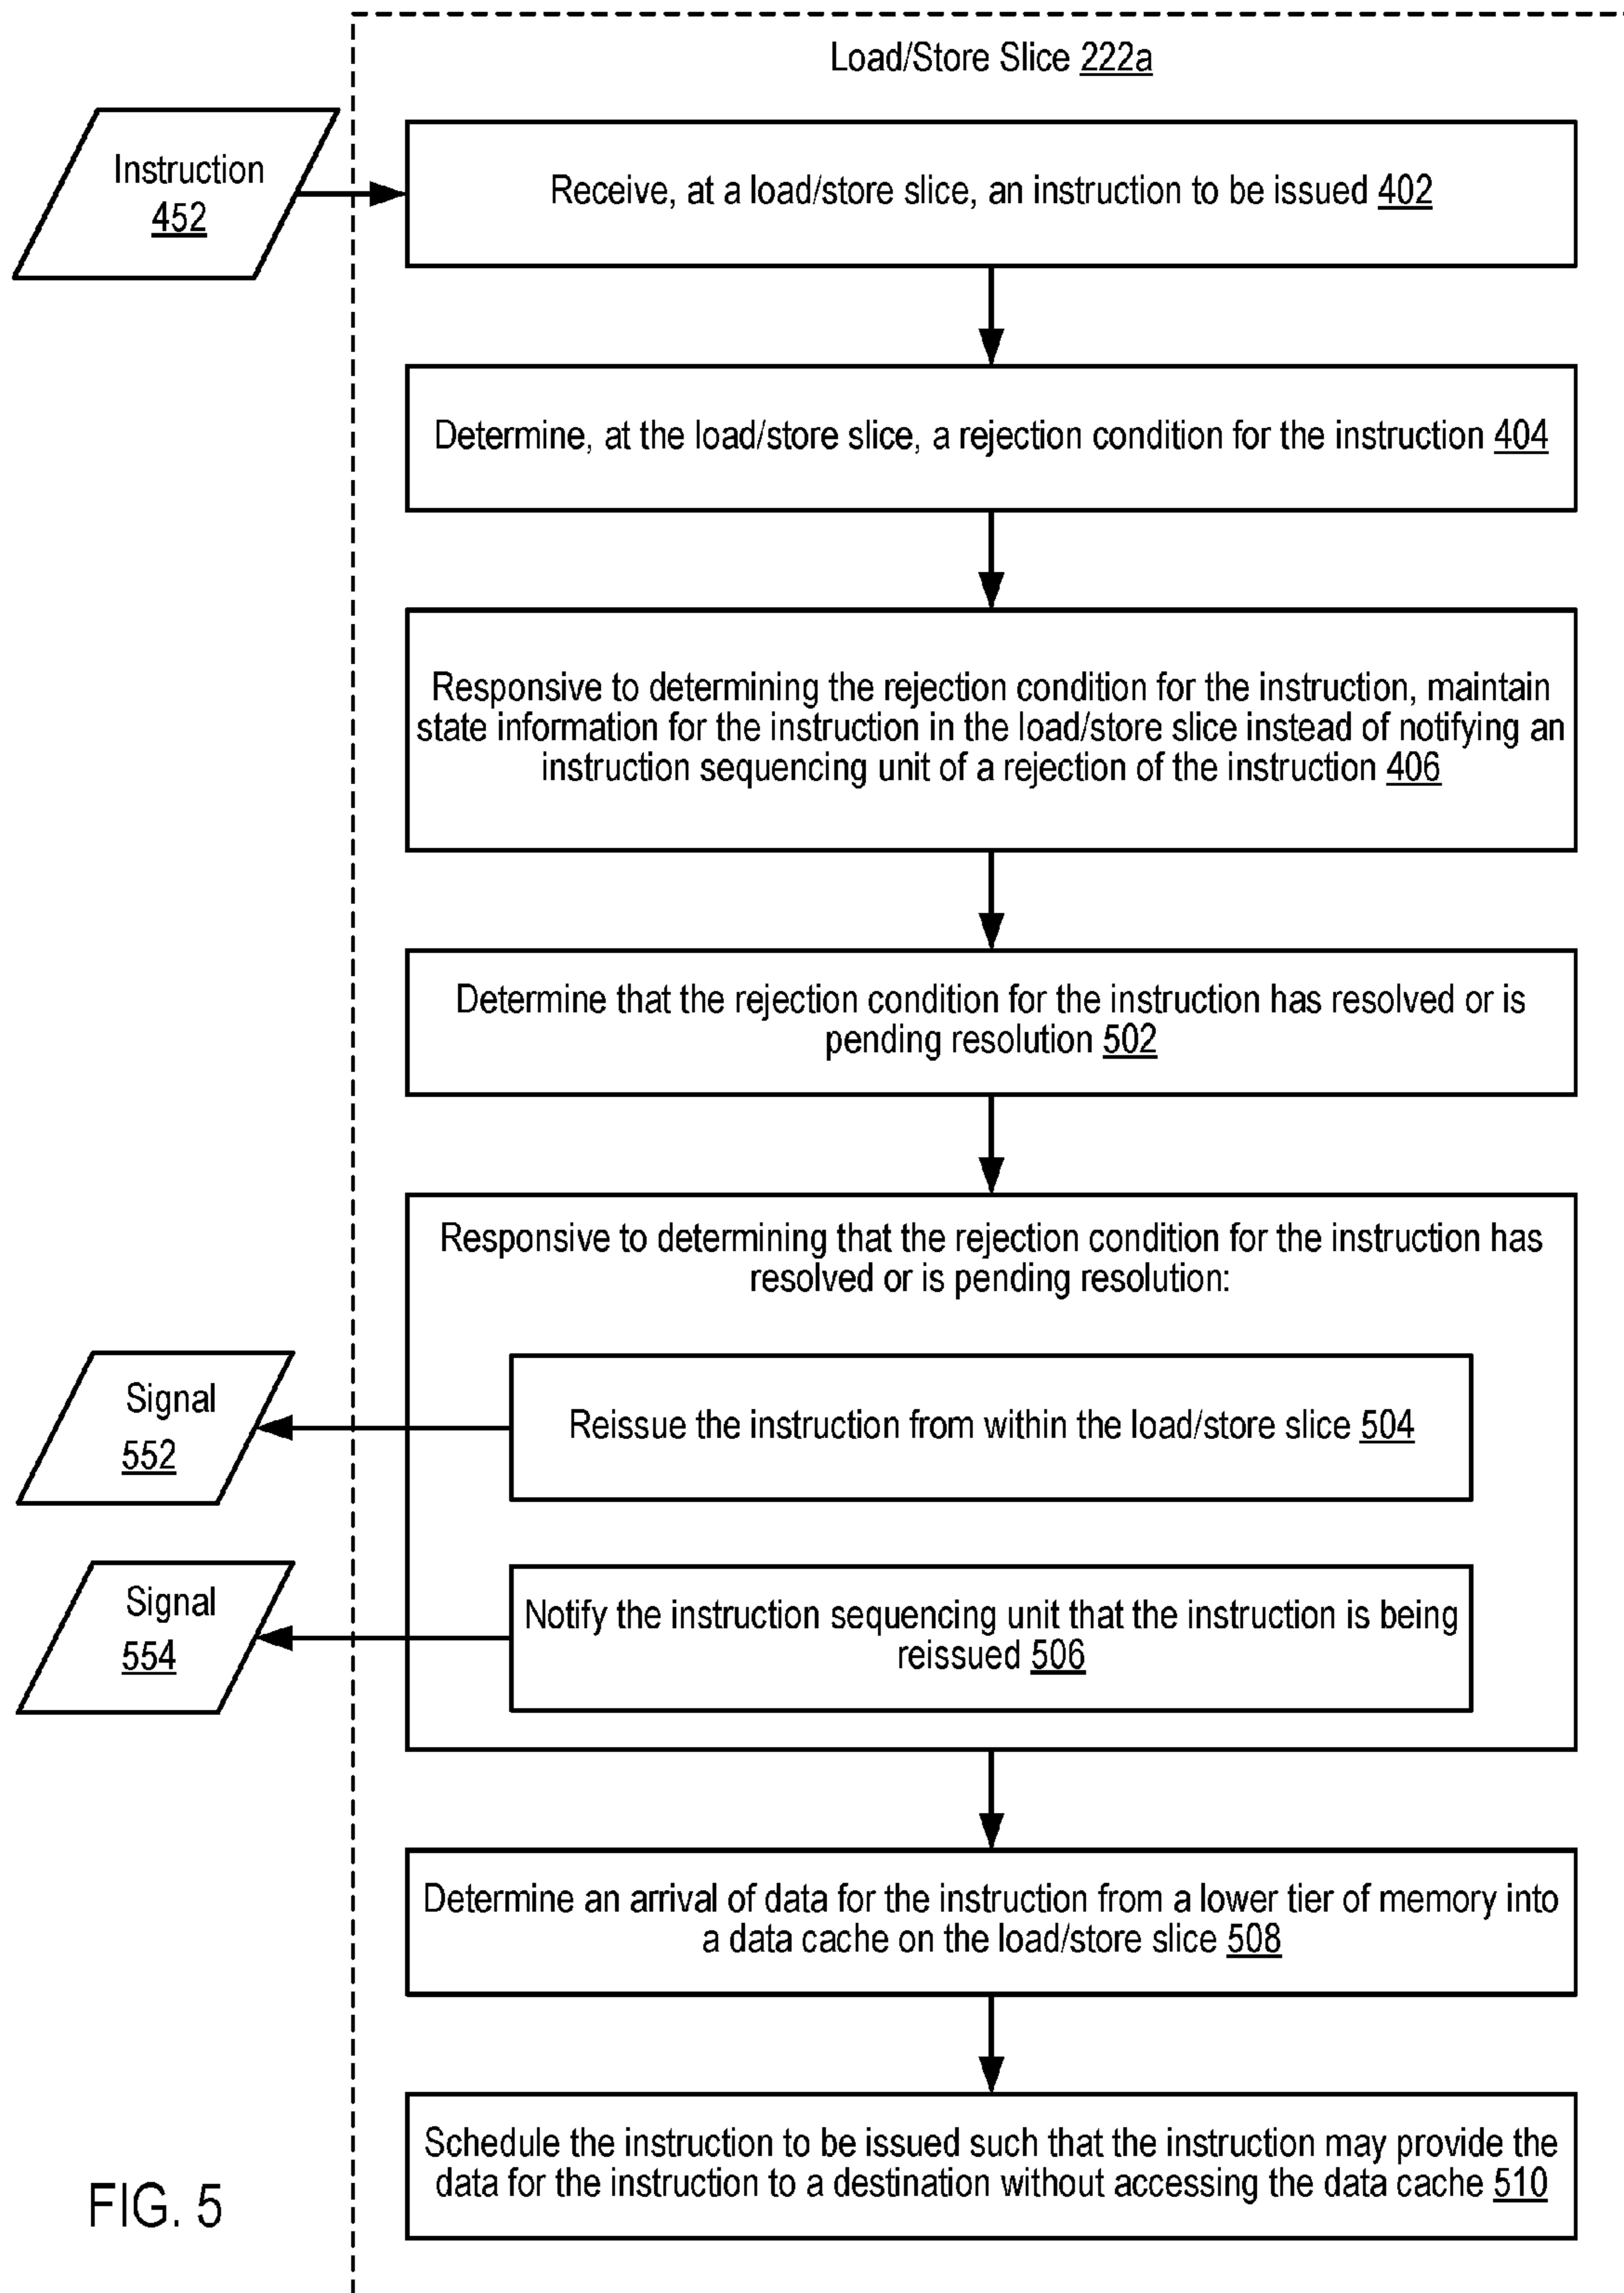 Load/Store Slice 222a
Instruction
452
Receive, at a load/store slice, an instruction to be issued 402
Determine, at the load/store slice, a rejection condition for the instruction 404
Responsive to determining the rejection condition for the instruction, maintain
state information for the instruction in the load/store slice instead of notifying an
instruction sequencing unit of a rejection of the instruction 406
Determine that the rejection condition for the instruction has resolved or is
pending resolution 502
Responsive to determining that the rejection condition for the instruction has
resolved or is pending resolution:
Signal
552
Reissue the instruction from within the load/store slice 504
Signal
554
Notify the instruction sequencing unit that the instruction is being
reissued 506
Determine an arrival of data for the instruction from a lower tier of memory into
a data cache on the load/store slice 508
Schedule the instruction to be issued such that the instruction may provide the
data for the instruction to a destination without accessing the data cache 510
FIG. 5